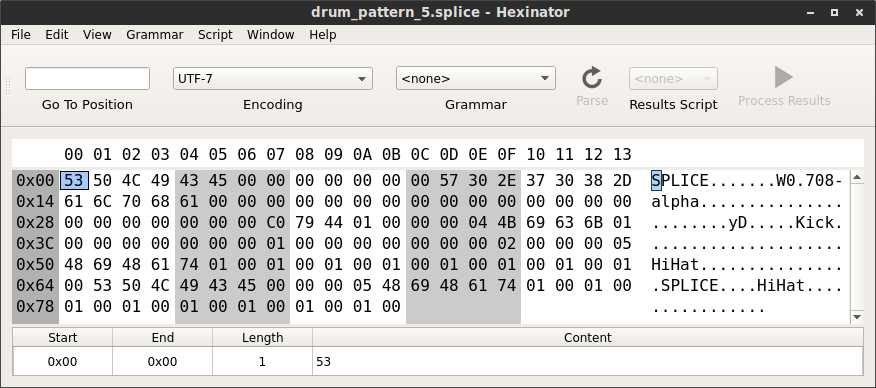 drum_pattern_5.splice - Hexinator
File Edit View Grammar Script Window Help
UTF-7 <none> <none>
Go To Position Encoding Grammar Parse Results Script Process Results
00 01 02 03 04 05 06 07 08 09 0A 0B 0C 0D 0E 0F 10 11 12 13
0x00 53 50 4C 49 43 45 00 00 00 00 00 00 00 57 30 2E 37 30 38 2D SPLICE.......W0.708-
0x14 61 6C 70 68 61 00 00 00 00 00 00 00 00 00 00 00 00 00 00 00 alpha...............
0x28 00 00 00 00 00 00 00 C0 79 44 01 00 00 00 04 4B 69 63 6B 01 ........yD.....Kick.
0x3C 00 00 00 00 00 00 00 01 00 00 00 00 00 00 00 02 00 00 00 05 ....................
0x50 48 69 48 61 74 01 00 01 00 01 00 01 00 01 00 01 00 01 00 01 HiHat...............
0x64 00 53 50 4C 49 43 45 00 00 00 05 48 69 48 61 74 01 00 01 00 .SPLICE....HiHat....
0x78 01 00 01 00 01 00 01 00 01 00 01 00 ............
Start End Length Content
0x00 0x00 1 53